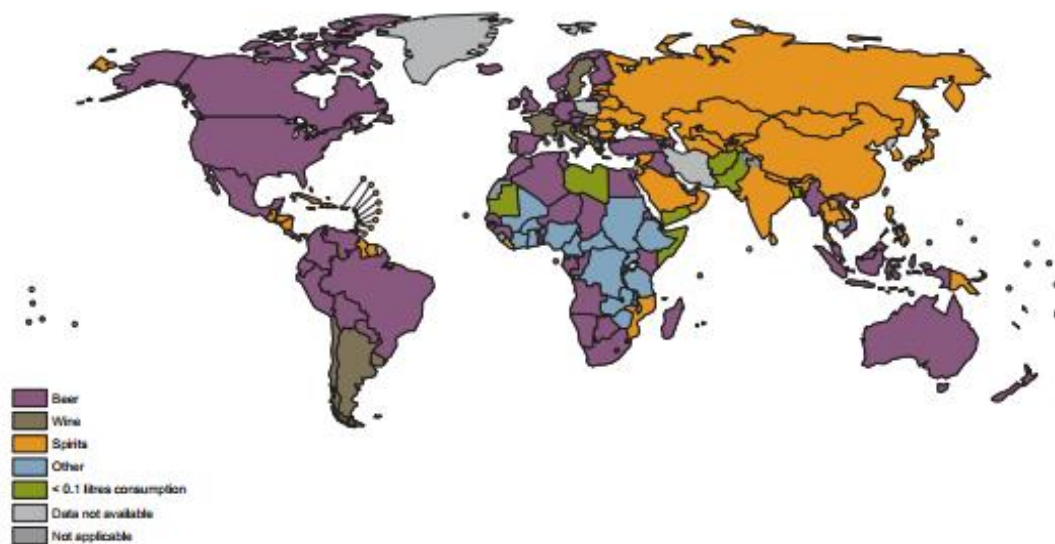 Beer
Wine
Spirits
Other
< 0.1 litres consumption
Data not available
Not applicable